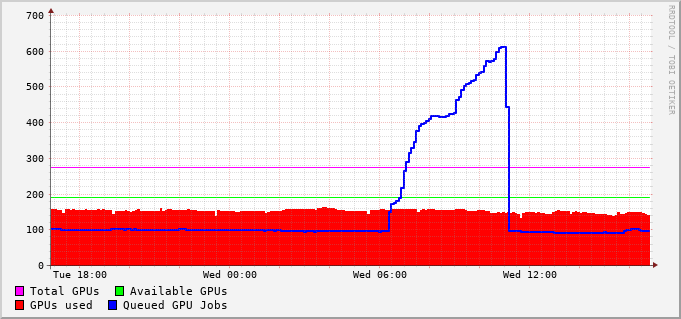 700
600
500
400
300
200
100
0
Tue 18:00 Wed 00:00 Wed 06:00 Wed 12:00
Total GPUs Available GPUs
GPUs used Queued GPU Jobs
RRDTOOL / TOBI OETIKER